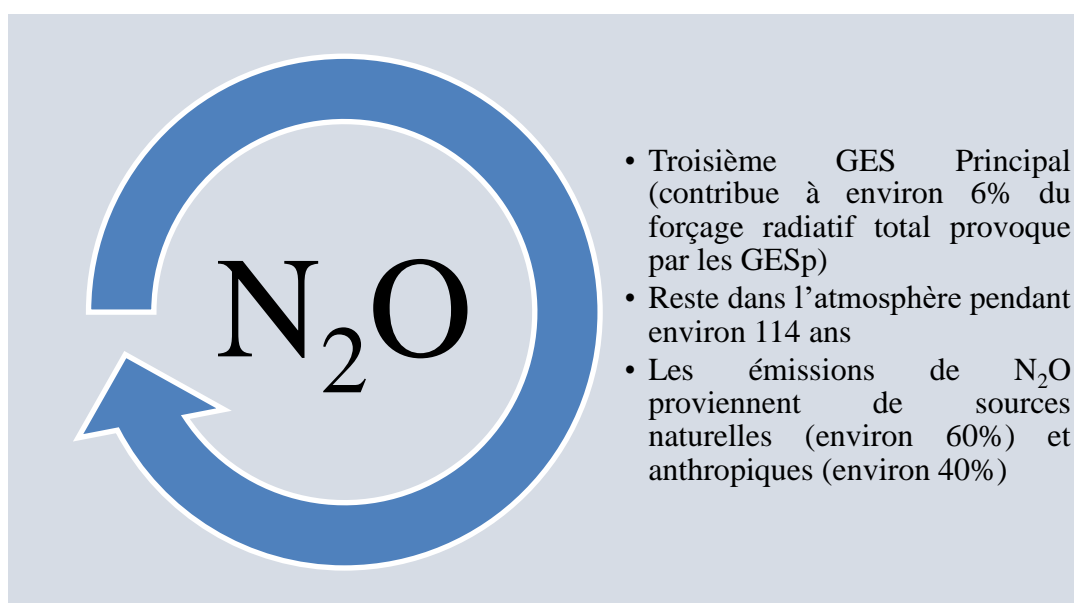 N₂O
• Troisième GES Principal
(contribue à environ 6% du
forçage radiatif total provoque
par les GESp)
• Reste dans l’atmosphère pendant
environ 114 ans
• Les émissions de N₂O
proviennent de sources
naturelles (environ 60%) et
anthropiques (environ 40%)